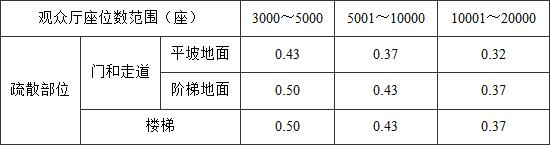 观众厅座位数范围（座） 3000～5000 5001～10000 10001～20000
疏散部位 门和走道 平坡地面 0.43 0.37 0.32
阶梯地面 0.50 0.43 0.37
楼梯 0.50 0.43 0.37